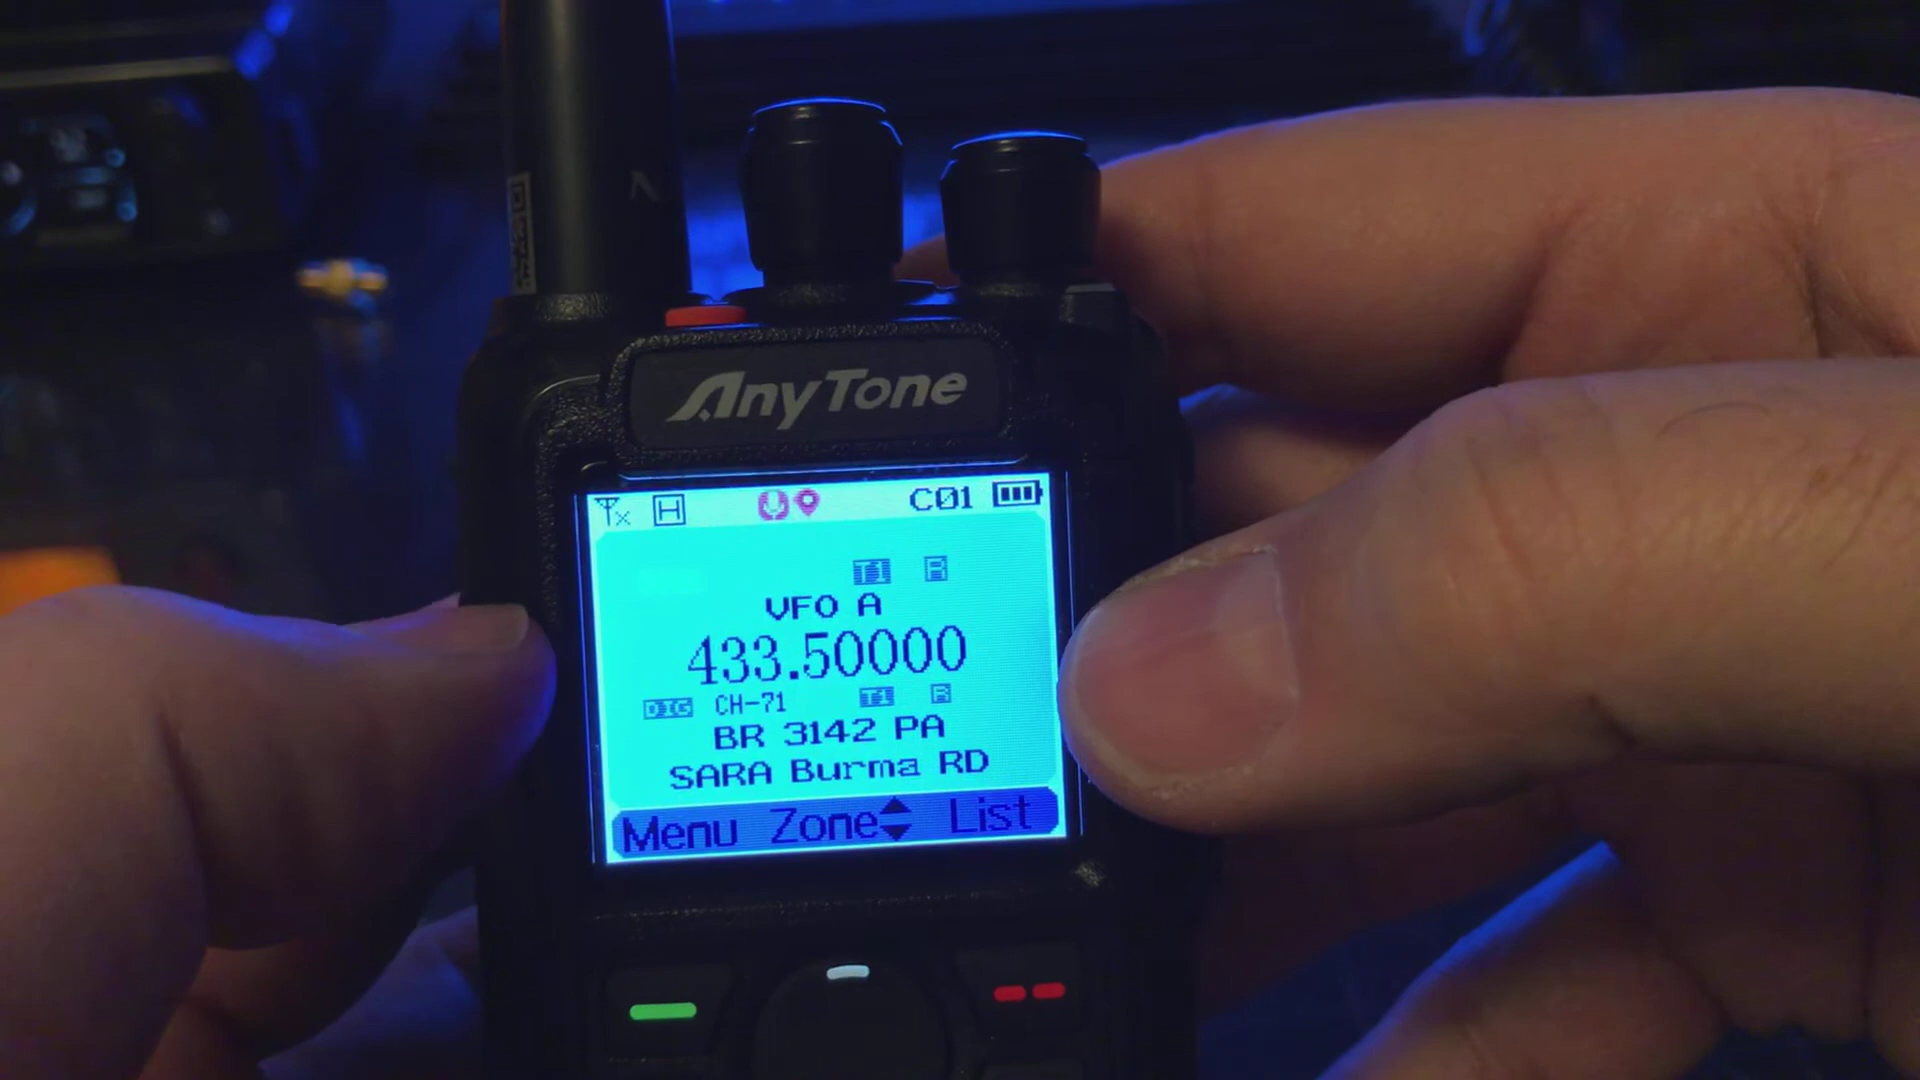 AnyTone
H C01
T1 R
VFO A
433.50000
DIG CH-71 T1 R
BR 3142 PA
SARA Burma RD
Menu Zone List